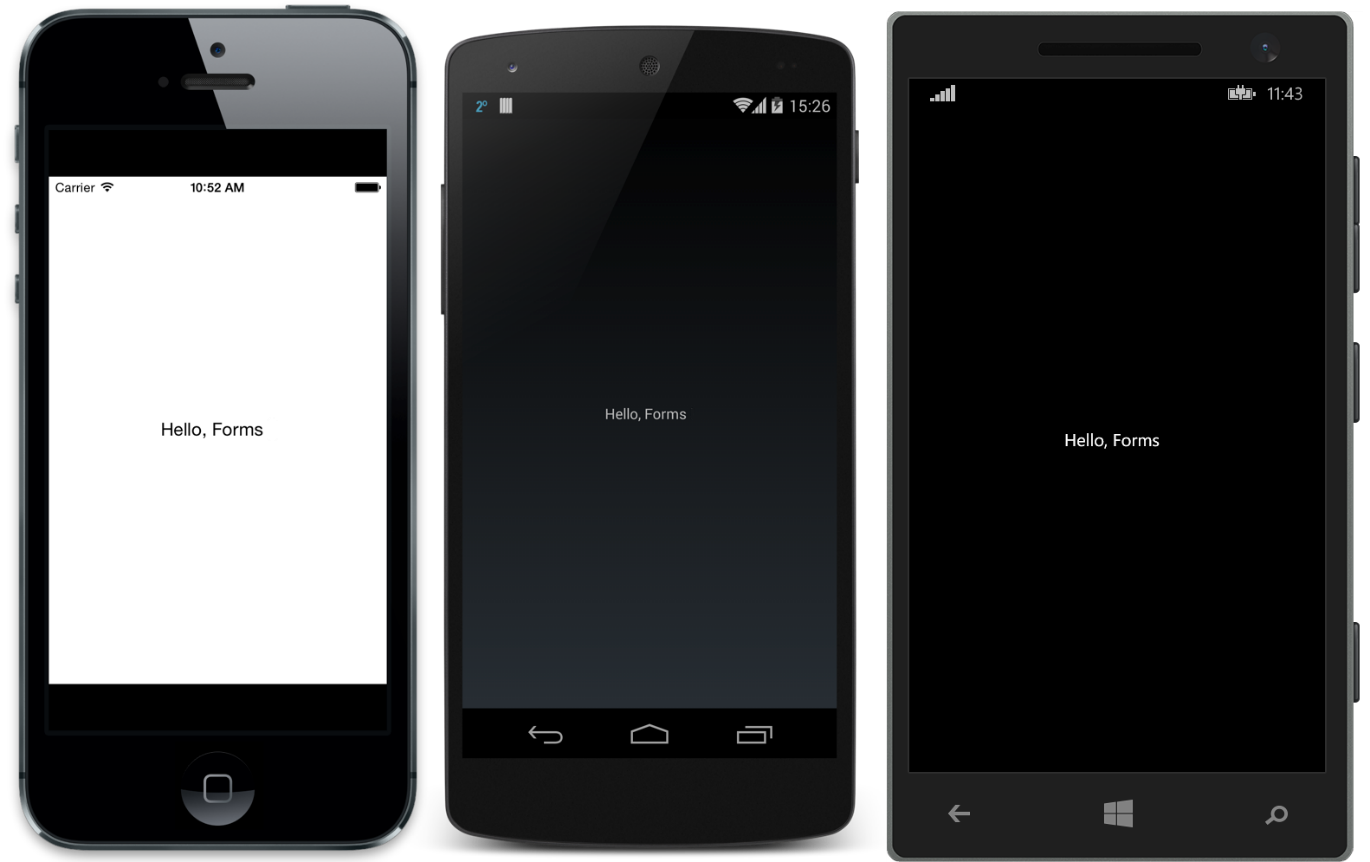 Carrier 10:52 AM
Hello, Forms
2° 15:26
Hello, Forms
11:43
Hello, Forms